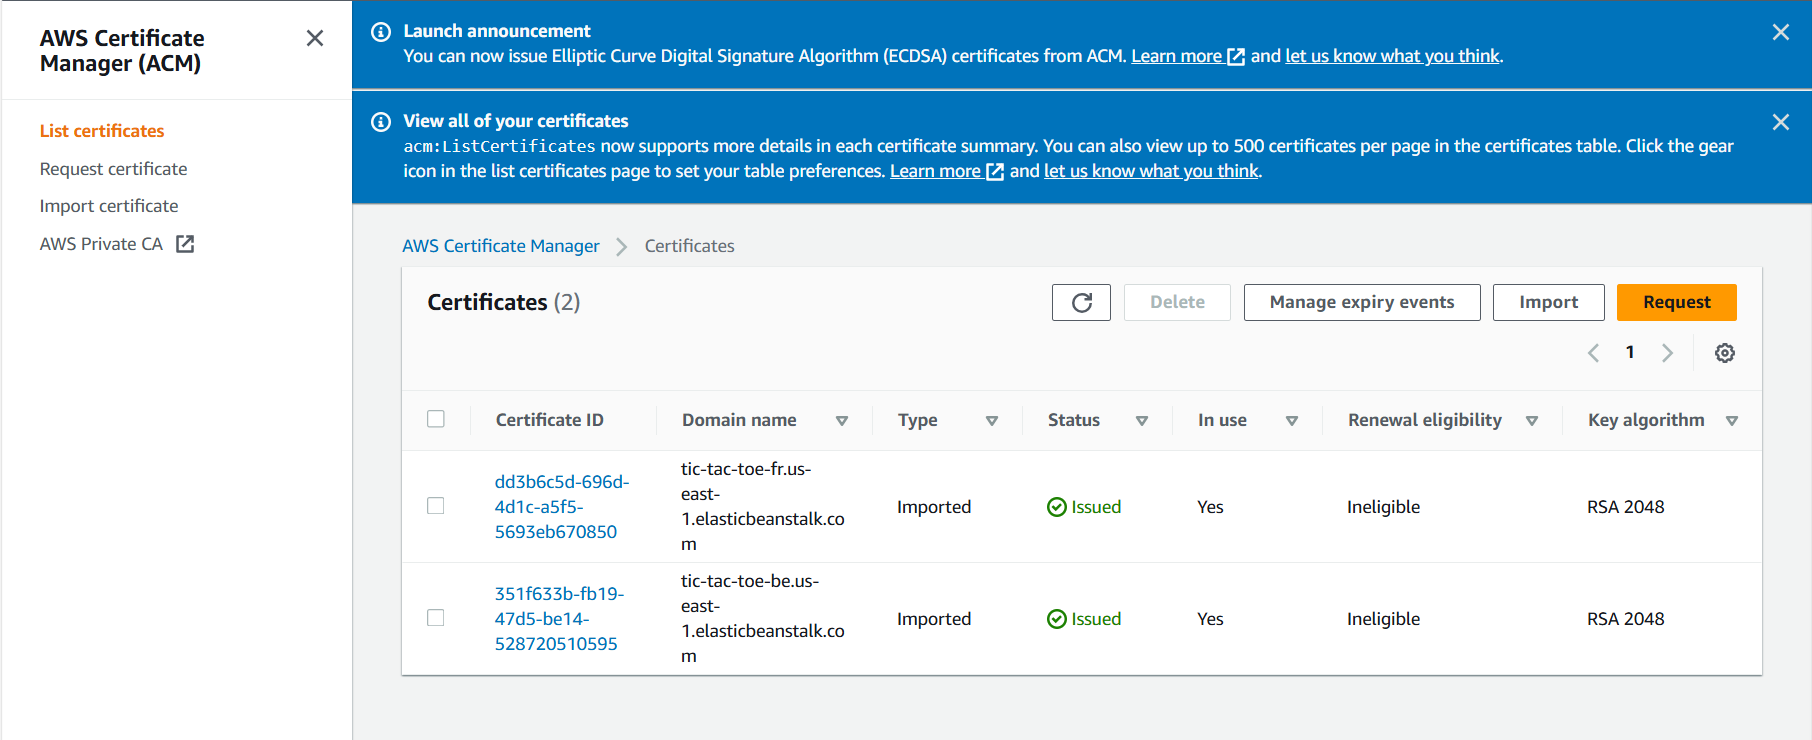 AWS Certificate
Manager (ACM)
List certificates
Request certificate
Import certificate
AWS Private CA
Launch announcement
You can now issue Elliptic Curve Digital Signature Algorithm (ECDSA) certificates from ACM. Learn more and let us know what you think.
View all of your certificates
acm:ListCertificates now supports more details in each certificate summary. You can also view up to 500 certificates per page in the certificates table. Click the gear
icon in the list certificates page to set your table preferences. Learn more and let us know what you think.
AWS Certificate Manager Certificates
Certificates (2)
Delete Manage expiry events Import Request
1
Certificate ID Domain name Type Status In use Renewal eligibility Key algorithm
dd3b6c5d-696d-
4d1c-a5f5-
5693eb670850
tic-tac-toe-fr.us-
east-
1.elasticbeanstalk.co
m
Imported Issued Yes Ineligible RSA 2048
351f633b-fb19-
47d5-be14-
528720510595
tic-tac-toe-be.us-
east-
1.elasticbeanstalk.co
m
Imported Issued Yes Ineligible RSA 2048